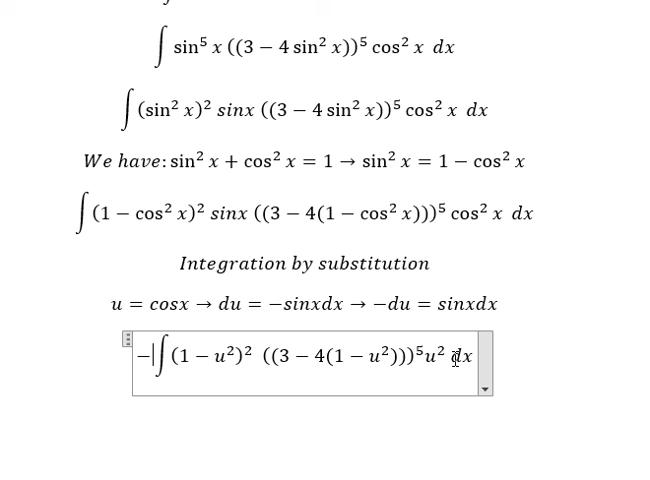 ∫ sin⁵ x ((3 − 4 sin² x))⁵ cos² x dx
∫ (sin² x)² sinx ((3 − 4 sin² x))⁵ cos² x dx
We have: sin² x + cos² x = 1 → sin² x = 1 − cos² x
∫ (1 − cos² x)² sinx ((3 − 4(1 − cos² x)))⁵ cos² x dx
Integration by substitution
u = cosx → du = −sinxdx → −du = sinxdx
−∫ (1 − u²)² ((3 − 4(1 − u²)))⁵u² dx